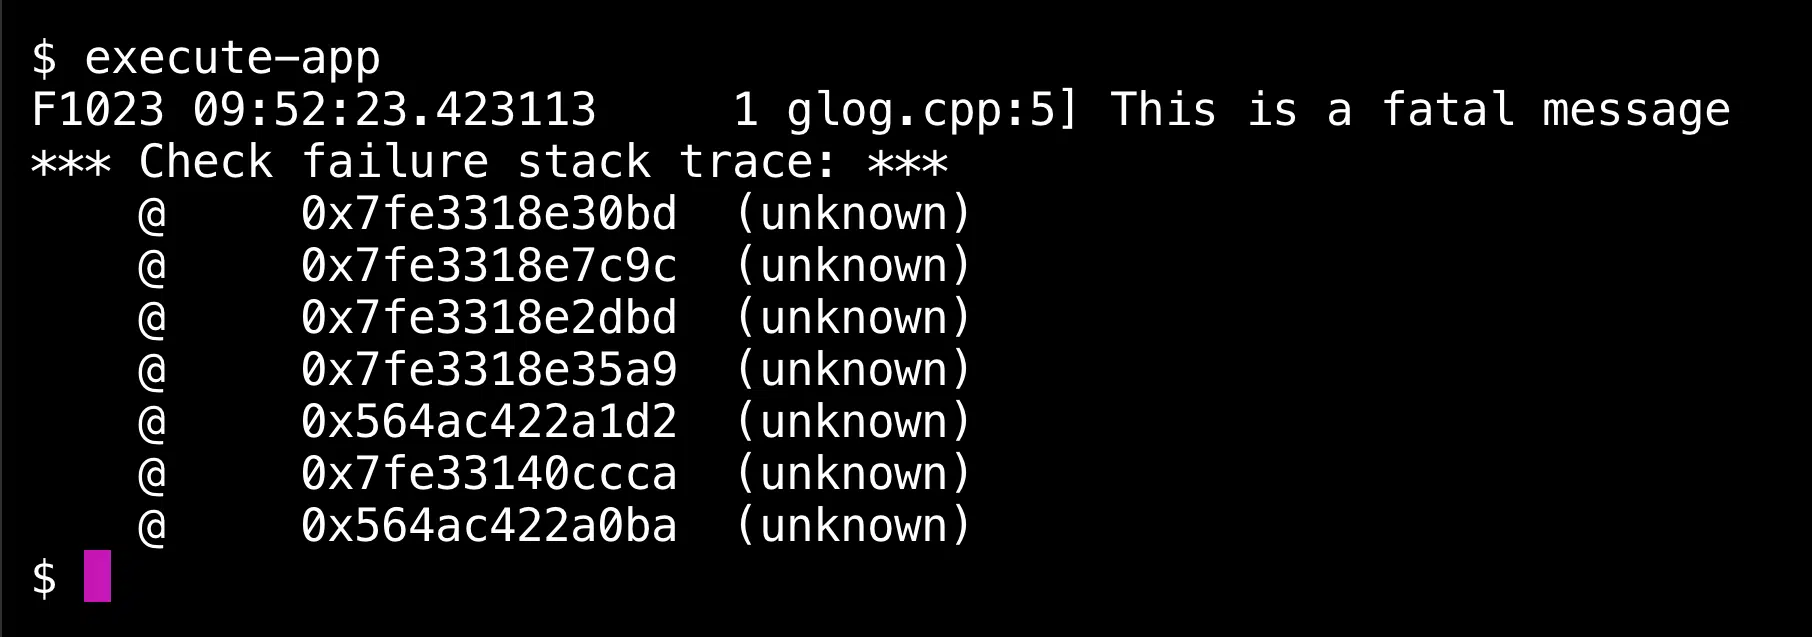 $ execute-app
F1023 09:52:23.423113     1 glog.cpp:5] This is a fatal message
*** Check failure stack trace: ***
    @     0x7fe3318e30bd  (unknown)
    @     0x7fe3318e7c9c  (unknown)
    @     0x7fe3318e2dbd  (unknown)
    @     0x7fe3318e35a9  (unknown)
    @     0x564ac422a1d2  (unknown)
    @     0x7fe33140ccca  (unknown)
    @     0x564ac422a0ba  (unknown)
$